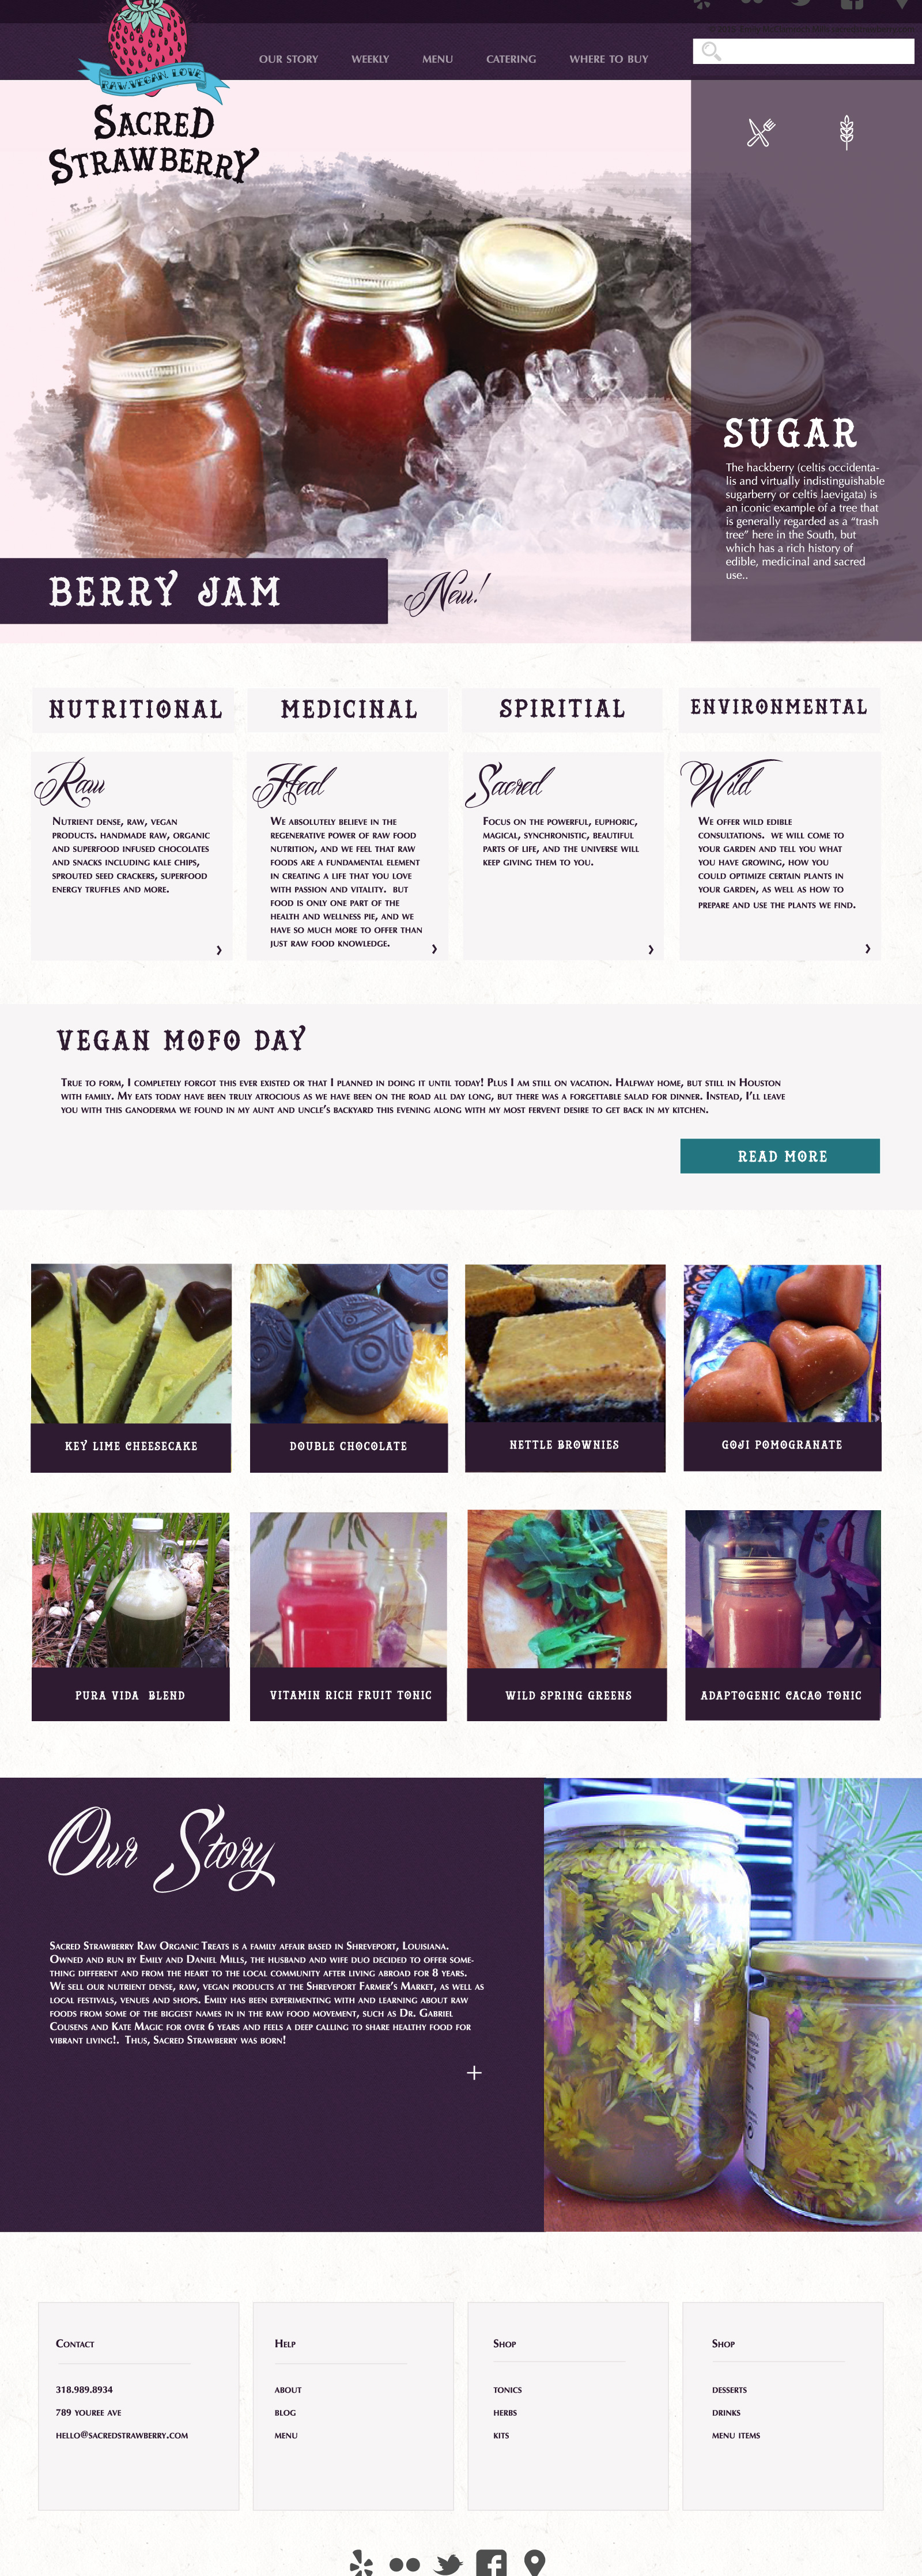 OUR STORY WEEKLY MENU CATERING WHERE TO BUY
RAW.VEGAN LOVE
SACRED
STRAWBERRY
SUGAR
The hackberry (celtis occidenta-
lis and virtually indistinguishable
sugarberry or celtis laevigata) is
an iconic example of a tree that
is generally regarded as a “trash
tree” here in the South, but
which has a rich history of
edible, medicinal and sacred
use..
BERRY JAM
New!
NUTRITIONAL
Raw
Nutrient dense, raw, vegan
products. handmade raw, organic
and superfood infused chocolates
and snacks including kale chips,
sprouted seed crackers, superfood
energy truffles and more.
MEDICINAL
Heal
We absolutely believe in the
regenerative power of raw food
nutrition, and we feel that raw
foods are a fundamental element
in creating a life that you love
with passion and vitality. but
food is only one part of the
health and wellness pie, and we
have so much more to offer than
just raw food knowledge.
SPIRITIAL
Sacred
Focus on the powerful, euphoric,
magical, synchronistic, beautiful
parts of life, and the universe will
keep giving them to you.
ENVIRONMENTAL
Wild
We offer wild edible
consultations. we will come to
your garden and tell you what
you have growing, how you
could optimize certain plants in
your garden, as well as how to
prepare and use the plants we find.
VEGAN MOFO DAY
True to form, I completely forgot this ever existed or that I planned in doing it until today! Plus I am still on vacation. Halfway home, but still in Houston
with family. My eats today have been truly atrocious as we have been on the road all day long, but there was a forgettable salad for dinner. Instead, I’ll leave
you with this ganoderma we found in my aunt and uncle’s backyard this evening along with my most fervent desire to get back in my kitchen.
READ MORE
KEY LIME CHEESECAKE
DOUBLE CHOCOLATE
NETTLE BROWNIES
GOJI POMOGRANATE
PURA VIDA BLEND
VITAMIN RICH FRUIT TONIC
WILD SPRING GREENS
ADAPTOGENIC CACAO TONIC
Our Story
Sacred Strawberry Raw Organic Treats is a family affair based in Shreveport, Louisiana.
Owned and run by Emily and Daniel Mills, the husband and wife duo decided to offer some-
thing different and from the heart to the local community after living abroad for 8 years.
We sell our nutrient dense, raw, vegan products at the Shreveport Farmer’s Market, as well as
local festivals, venues and shops. Emily has been experimenting with and learning about raw
foods from some of the biggest names in in the raw food movement, such as Dr. Gabriel
Cousens and Kate Magic for over 6 years and feels a deep calling to share healthy food for
vibrant living!. Thus, Sacred Strawberry was born!
Contact
318.989.8934
789 youree ave
hello@sacredstrawberry.com
Help
about
blog
menu
Shop
tonics
herbs
kits
Shop
desserts
drinks
menu items